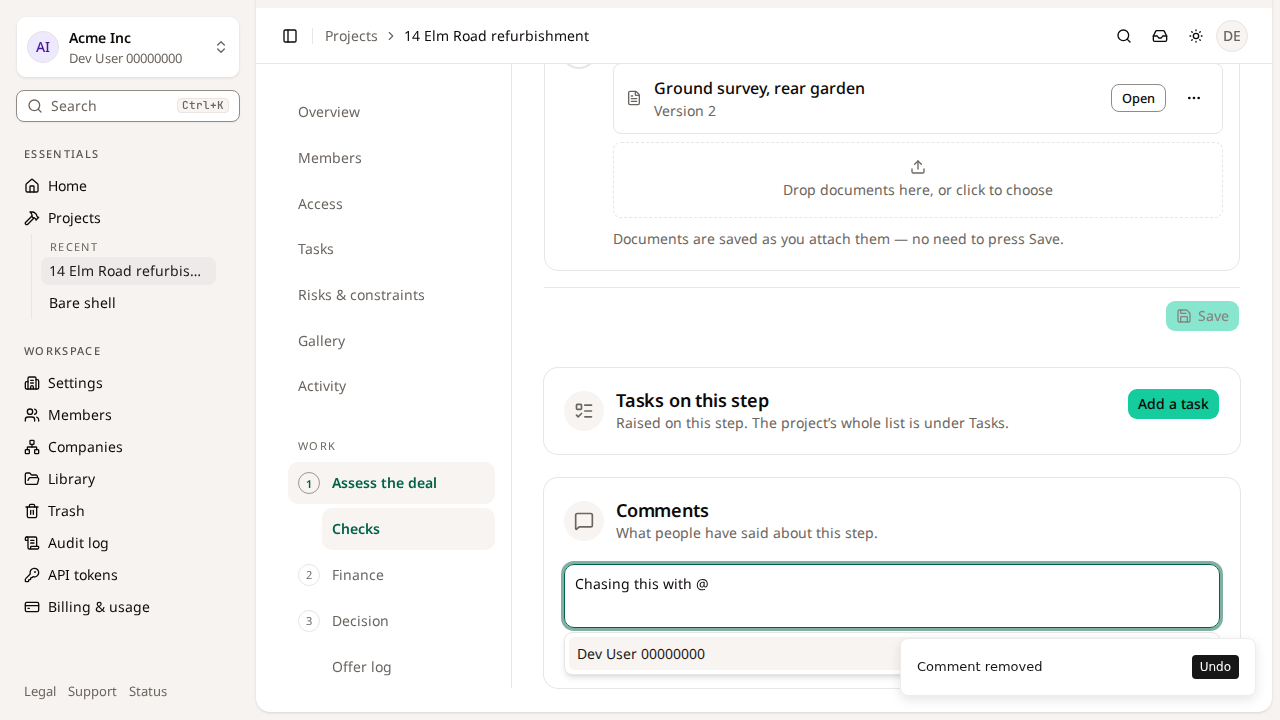 AI
Acme Inc
Dev User 00000000
Search
Ctrl+K
ESSENTIALS
Home
Projects
RECENT
14 Elm Road refurbis...
Bare shell
WORKSPACE
Settings
Members
Companies
Library
Trash
Audit log
API tokens
Billing & usage
Legal Support Status
Projects > 14 Elm Road refurbishment
DE
Overview
Members
Access
Tasks
Risks & constraints
Gallery
Activity
WORK
1 Assess the deal
Checks
2 Finance
3 Decision
Offer log
Ground survey, rear garden
Version 2
Open
Drop documents here, or click to choose
Documents are saved as you attach them — no need to press Save.
Save
Tasks on this step
Raised on this step. The project’s whole list is under Tasks.
Add a task
Comments
What people have said about this step.
Chasing this with @
Dev User 00000000
Comment removed
Undo